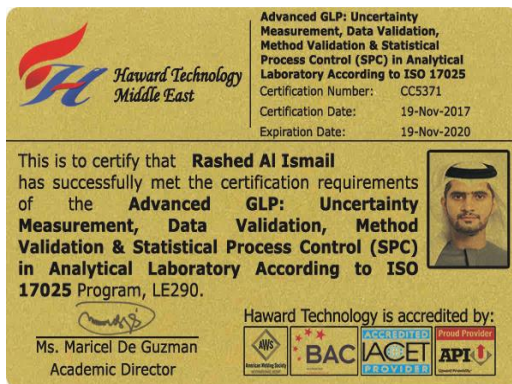 Haward Technology
Middle East
Advanced GLP: Uncertainty
Measurement, Data Validation,
Method Validation & Statistical
Process Control (SPC) in Analytical
Laboratory According to ISO 17025
Certification Number: CC5371
Certification Date: 19-Nov-2017
Expiration Date: 19-Nov-2020
This is to certify that Rashed Al Ismail
has successfully met the certification requirements
of the Advanced GLP: Uncertainty
Measurement, Data Validation, Method
Validation & Statistical Process Control (SPC)
in Analytical Laboratory According to ISO
17025 Program, LE290.
Ms. Maricel De Guzman
Academic Director
Haward Technology is accredited by:
AWS
American Welding Society
BAC
ACCREDITED
IACET
PROVIDER
Proud Provider
API